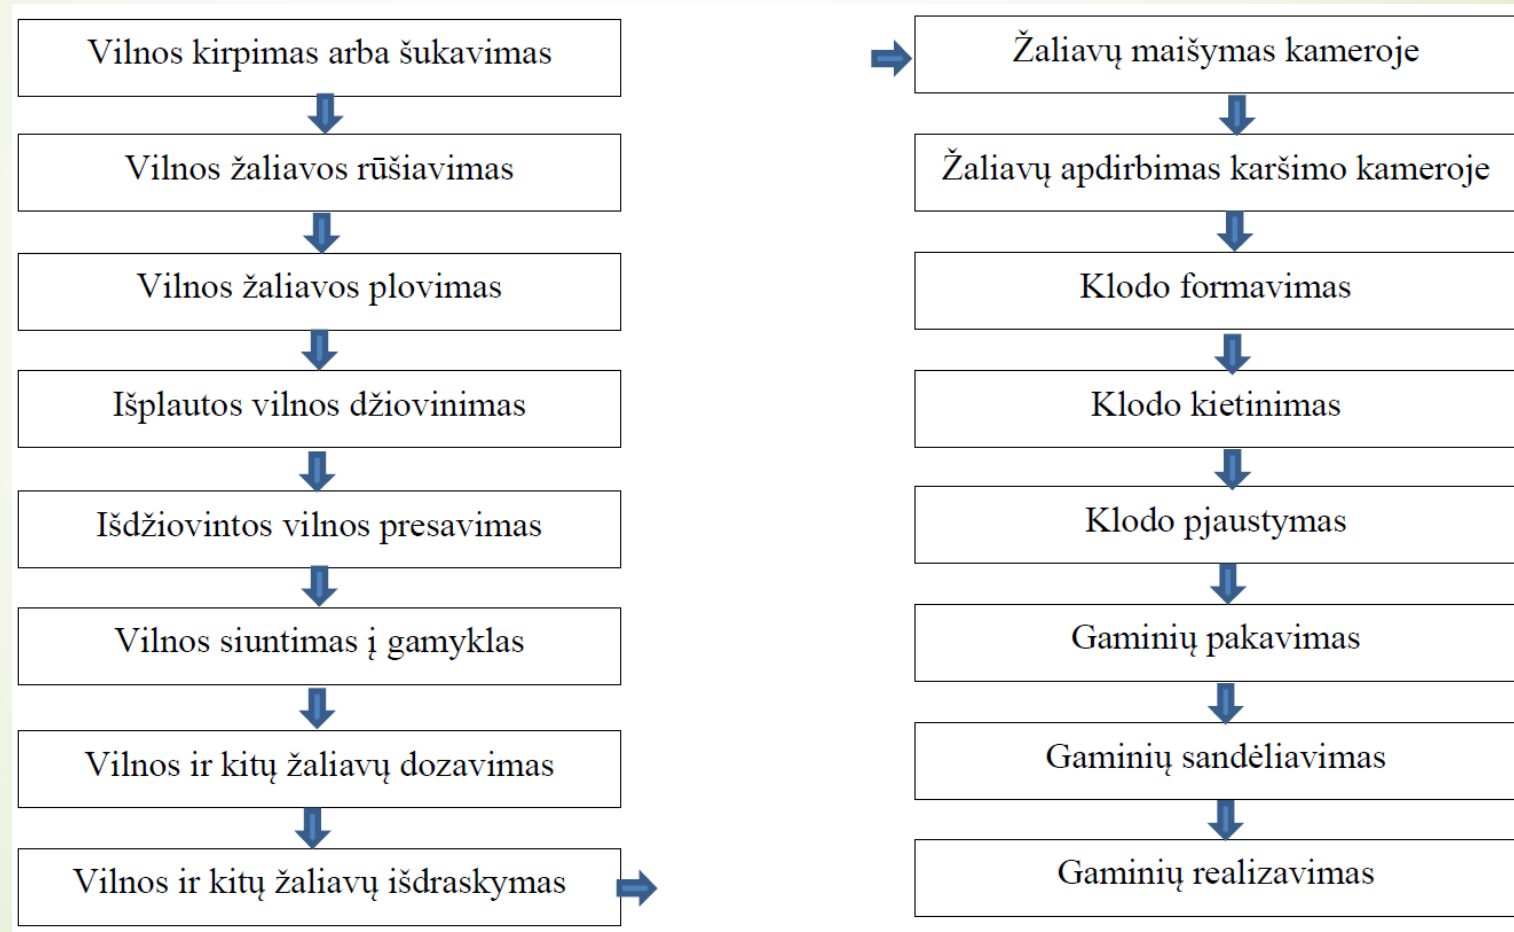 Vilnos kirpimas arba šukavimas
Vilnos žaliavos rūšiavimas
Vilnos žaliavos plovimas
Išplautos vilnos džiovinimas
Išdžiovintos vilnos presavimas
Vilnos siuntimas į gamyklas
Vilnos ir kitų žaliavų dozavimas
Vilnos ir kitų žaliavų išdraskymas
Žaliavų maišymas kameroje
Žaliavų apdirbimas karšimo kameroje
Klodo formavimas
Klodo kietinimas
Klodo pjaustymas
Gaminių pakavimas
Gaminių sandėliavimas
Gaminių realizavimas